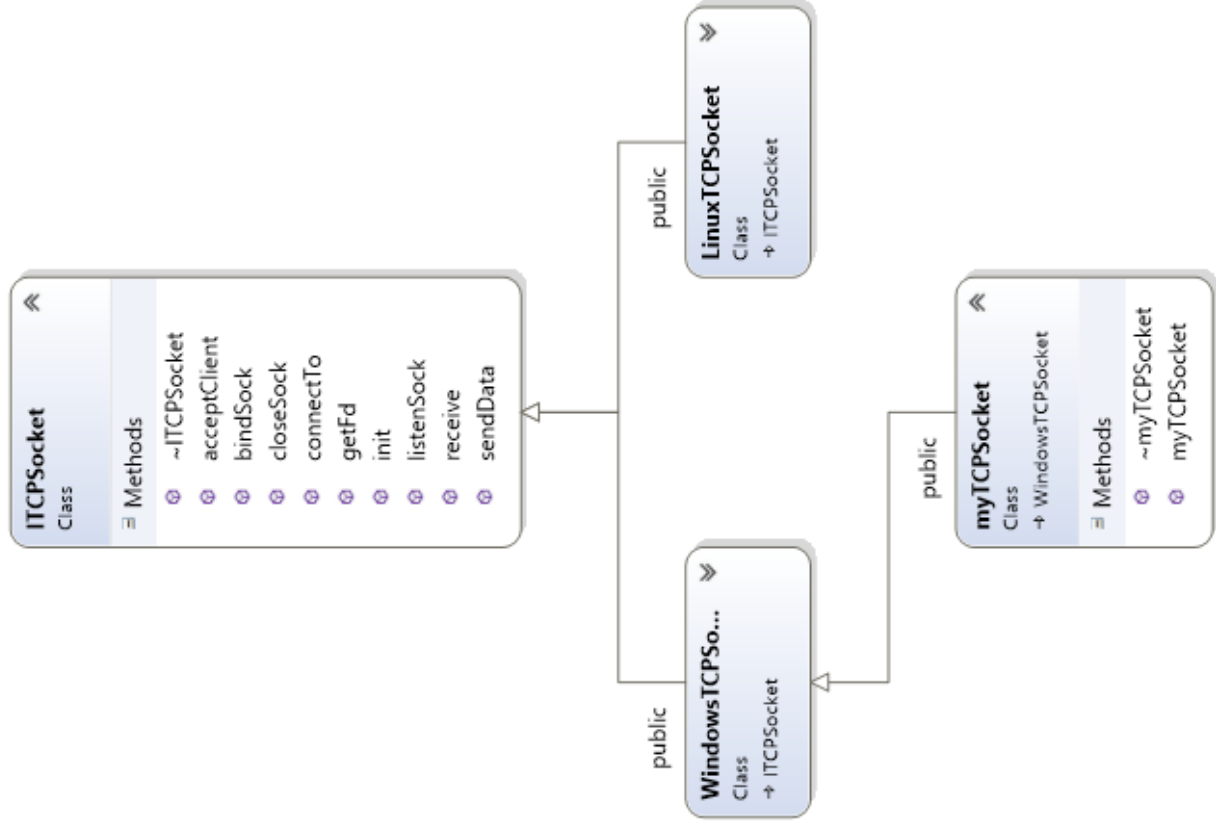 ITCPSocket
Class
Methods
~ITCPSocket
acceptClient
bindSock
closeSock
connectTo
getFd
init
listenSock
receive
sendData
public
public
WindowsTCPSo...
Class
ITCPSocket
LinuxTCPSocket
Class
ITCPSocket
public
myTCPSocket
Class
WindowsTCPSocket
Methods
~myTCPSocket
myTCPSocket